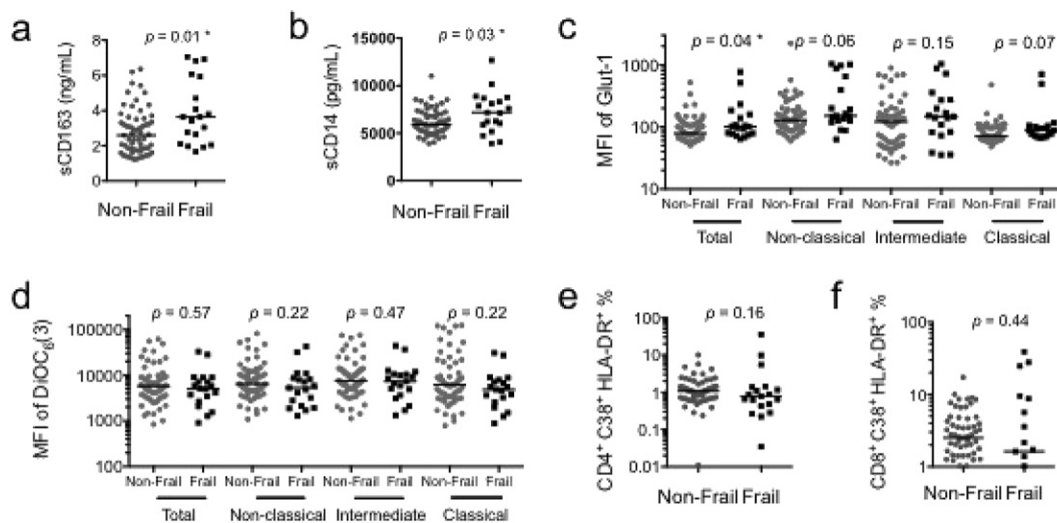 a
p = 0.01 *
sCD163 (ng/mL)
8
6
4
2
0
Non-Frail Frail
b
p = 0.03 *
sCD14 (pg/mL)
15000
10000
5000
0
Non-Frail Frail
c
p = 0.04 * p = 0.06 p = 0.15 p = 0.07
MFI of Glut-1
1000
100
10
Non-Frail Frail Non-Frail Frail Non-Frail Frail Non-Frail Frail
Total Non-classical Intermediate Classical
d
p = 0.57 p = 0.22 p = 0.47 p = 0.22
MFI of DiOC6(3)
100000
10000
1000
100
Non-Frail Frail Non-Frail Frail Non-Frail Frail Non-Frail Frail
Total Non-classical Intermediate Classical
e
p = 0.16
CD4+ C38+ HLA-DR+ %
100
10
1
0.1
0.01
Non-Frail Frail
f
p = 0.44
CD8+ C38+ HLA-DR+ %
100
10
1
Non-Frail Frail